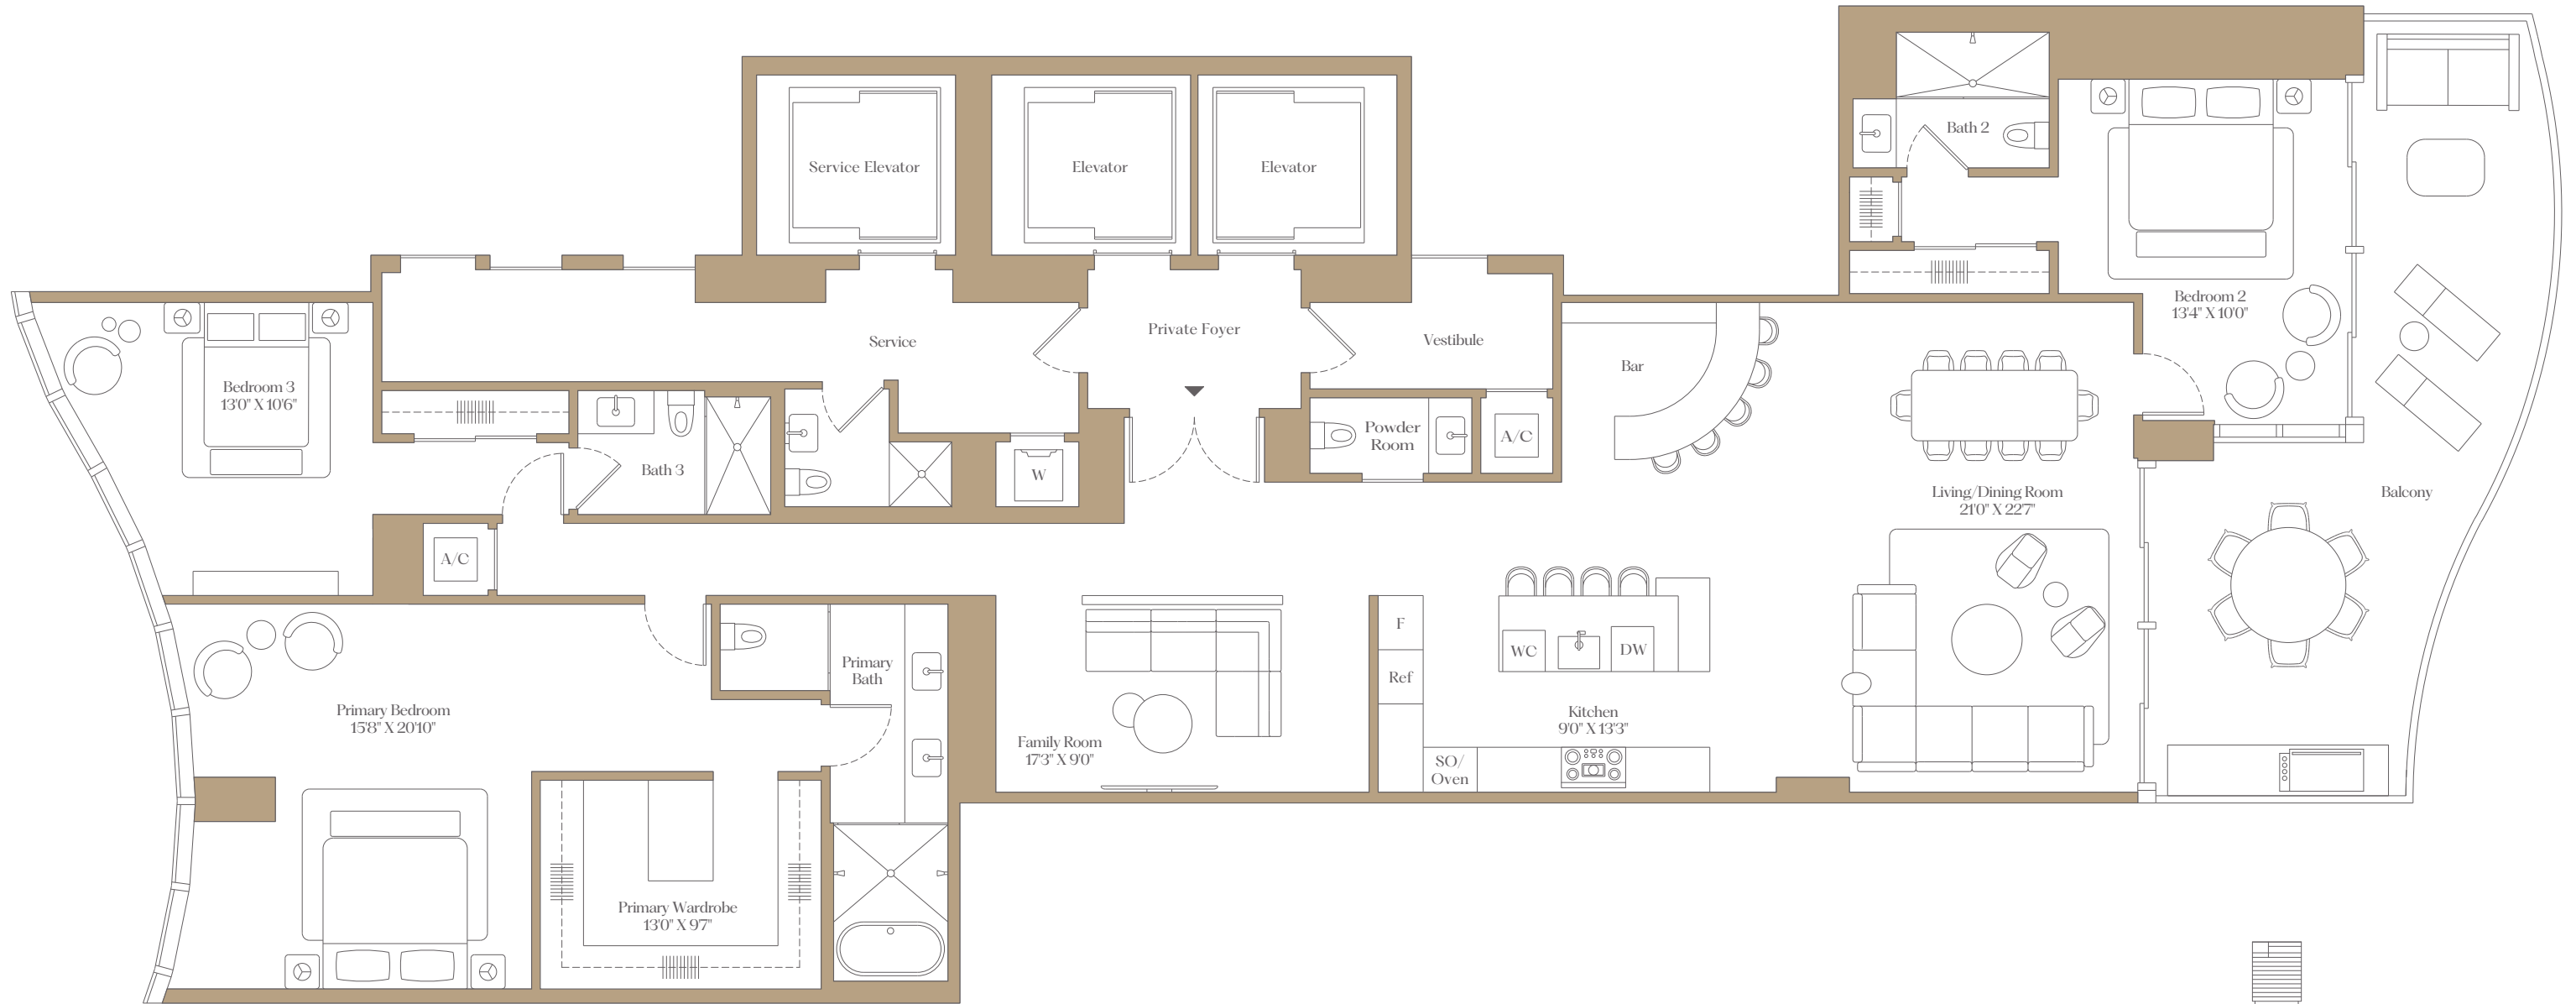 Service Elevator
Elevator
Elevator
Bath 2
Bedroom 2
13'4" X 10'0"
Private Foyer
Service
Vestibule
Bar
Bedroom 3
13'0" X 10'6"
Powder
Room
A/C
Bath 3
W
Living/Dining Room
21'0" X 22'7"
Balcony
A/C
F
Ref
WC
DW
Primary
Bath
Primary Bedroom
15'8" X 20'10"
Family Room
17'3" X 9'0"
Kitchen
9'0" X 13'3"
SO/
Oven
Primary Wardrobe
13'0" X 9'7"